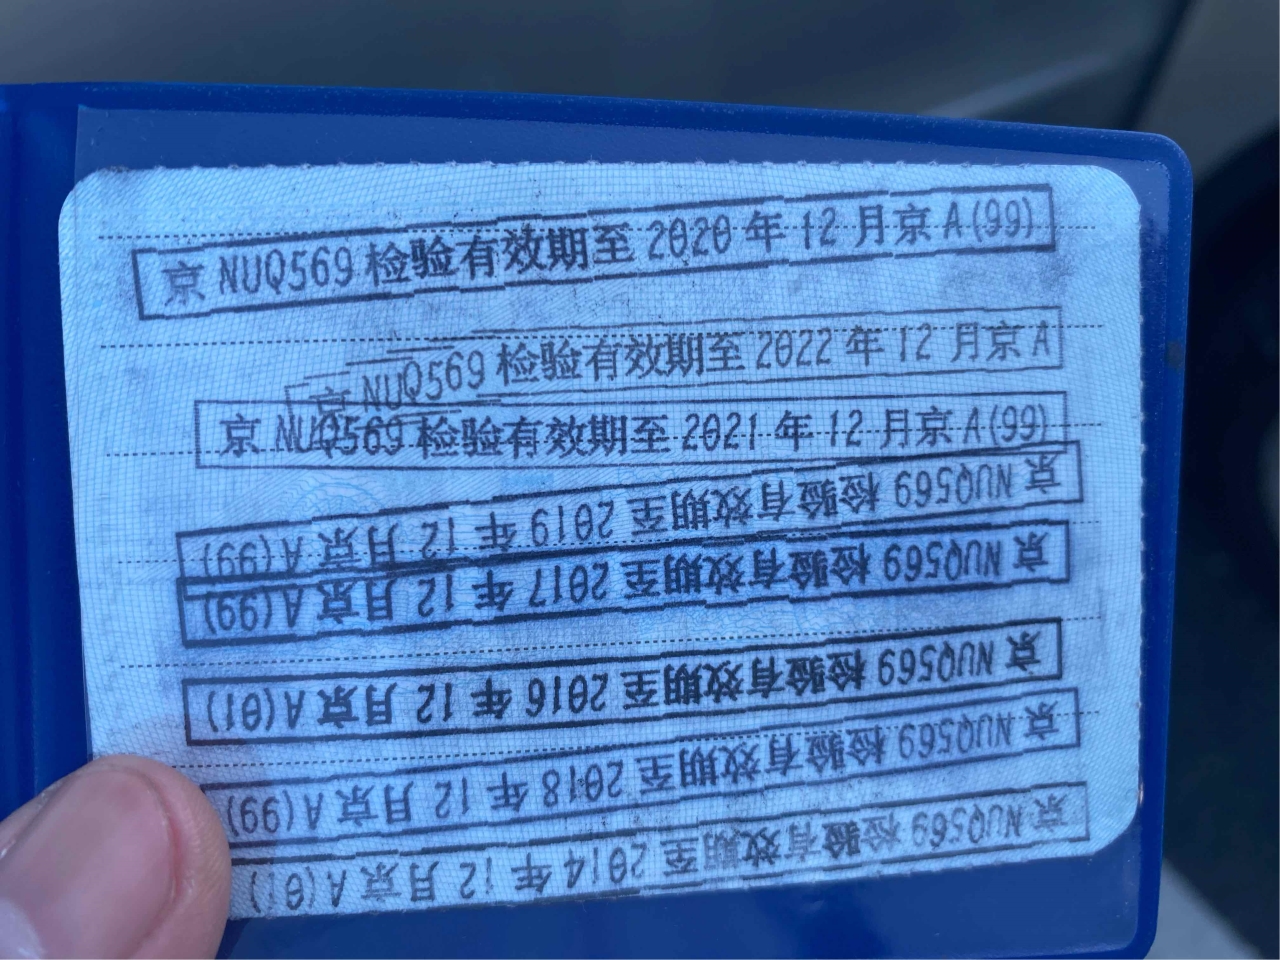 京 NUQ569 检验有效期至 2020 年 12 月京 A(99)
京 NUQ569 检验有效期至 2022 年 12 月京 A
京 NUQ569 检验有效期至 2021 年 12 月京 A(99)
京 NUQ569 检验有效期至 2019 年 12 月京 A(99)
京 NUQ569 检验有效期至 2017 年 12 月京 A(99)
京 NUQ569 检验有效期至 2016 年 12 月京 A(01)
京 NUQ569 检验有效期至 2018 年 12 月京 A(99)
京 NUQ569 检验有效期至 2014 年 12 月京 A(01)